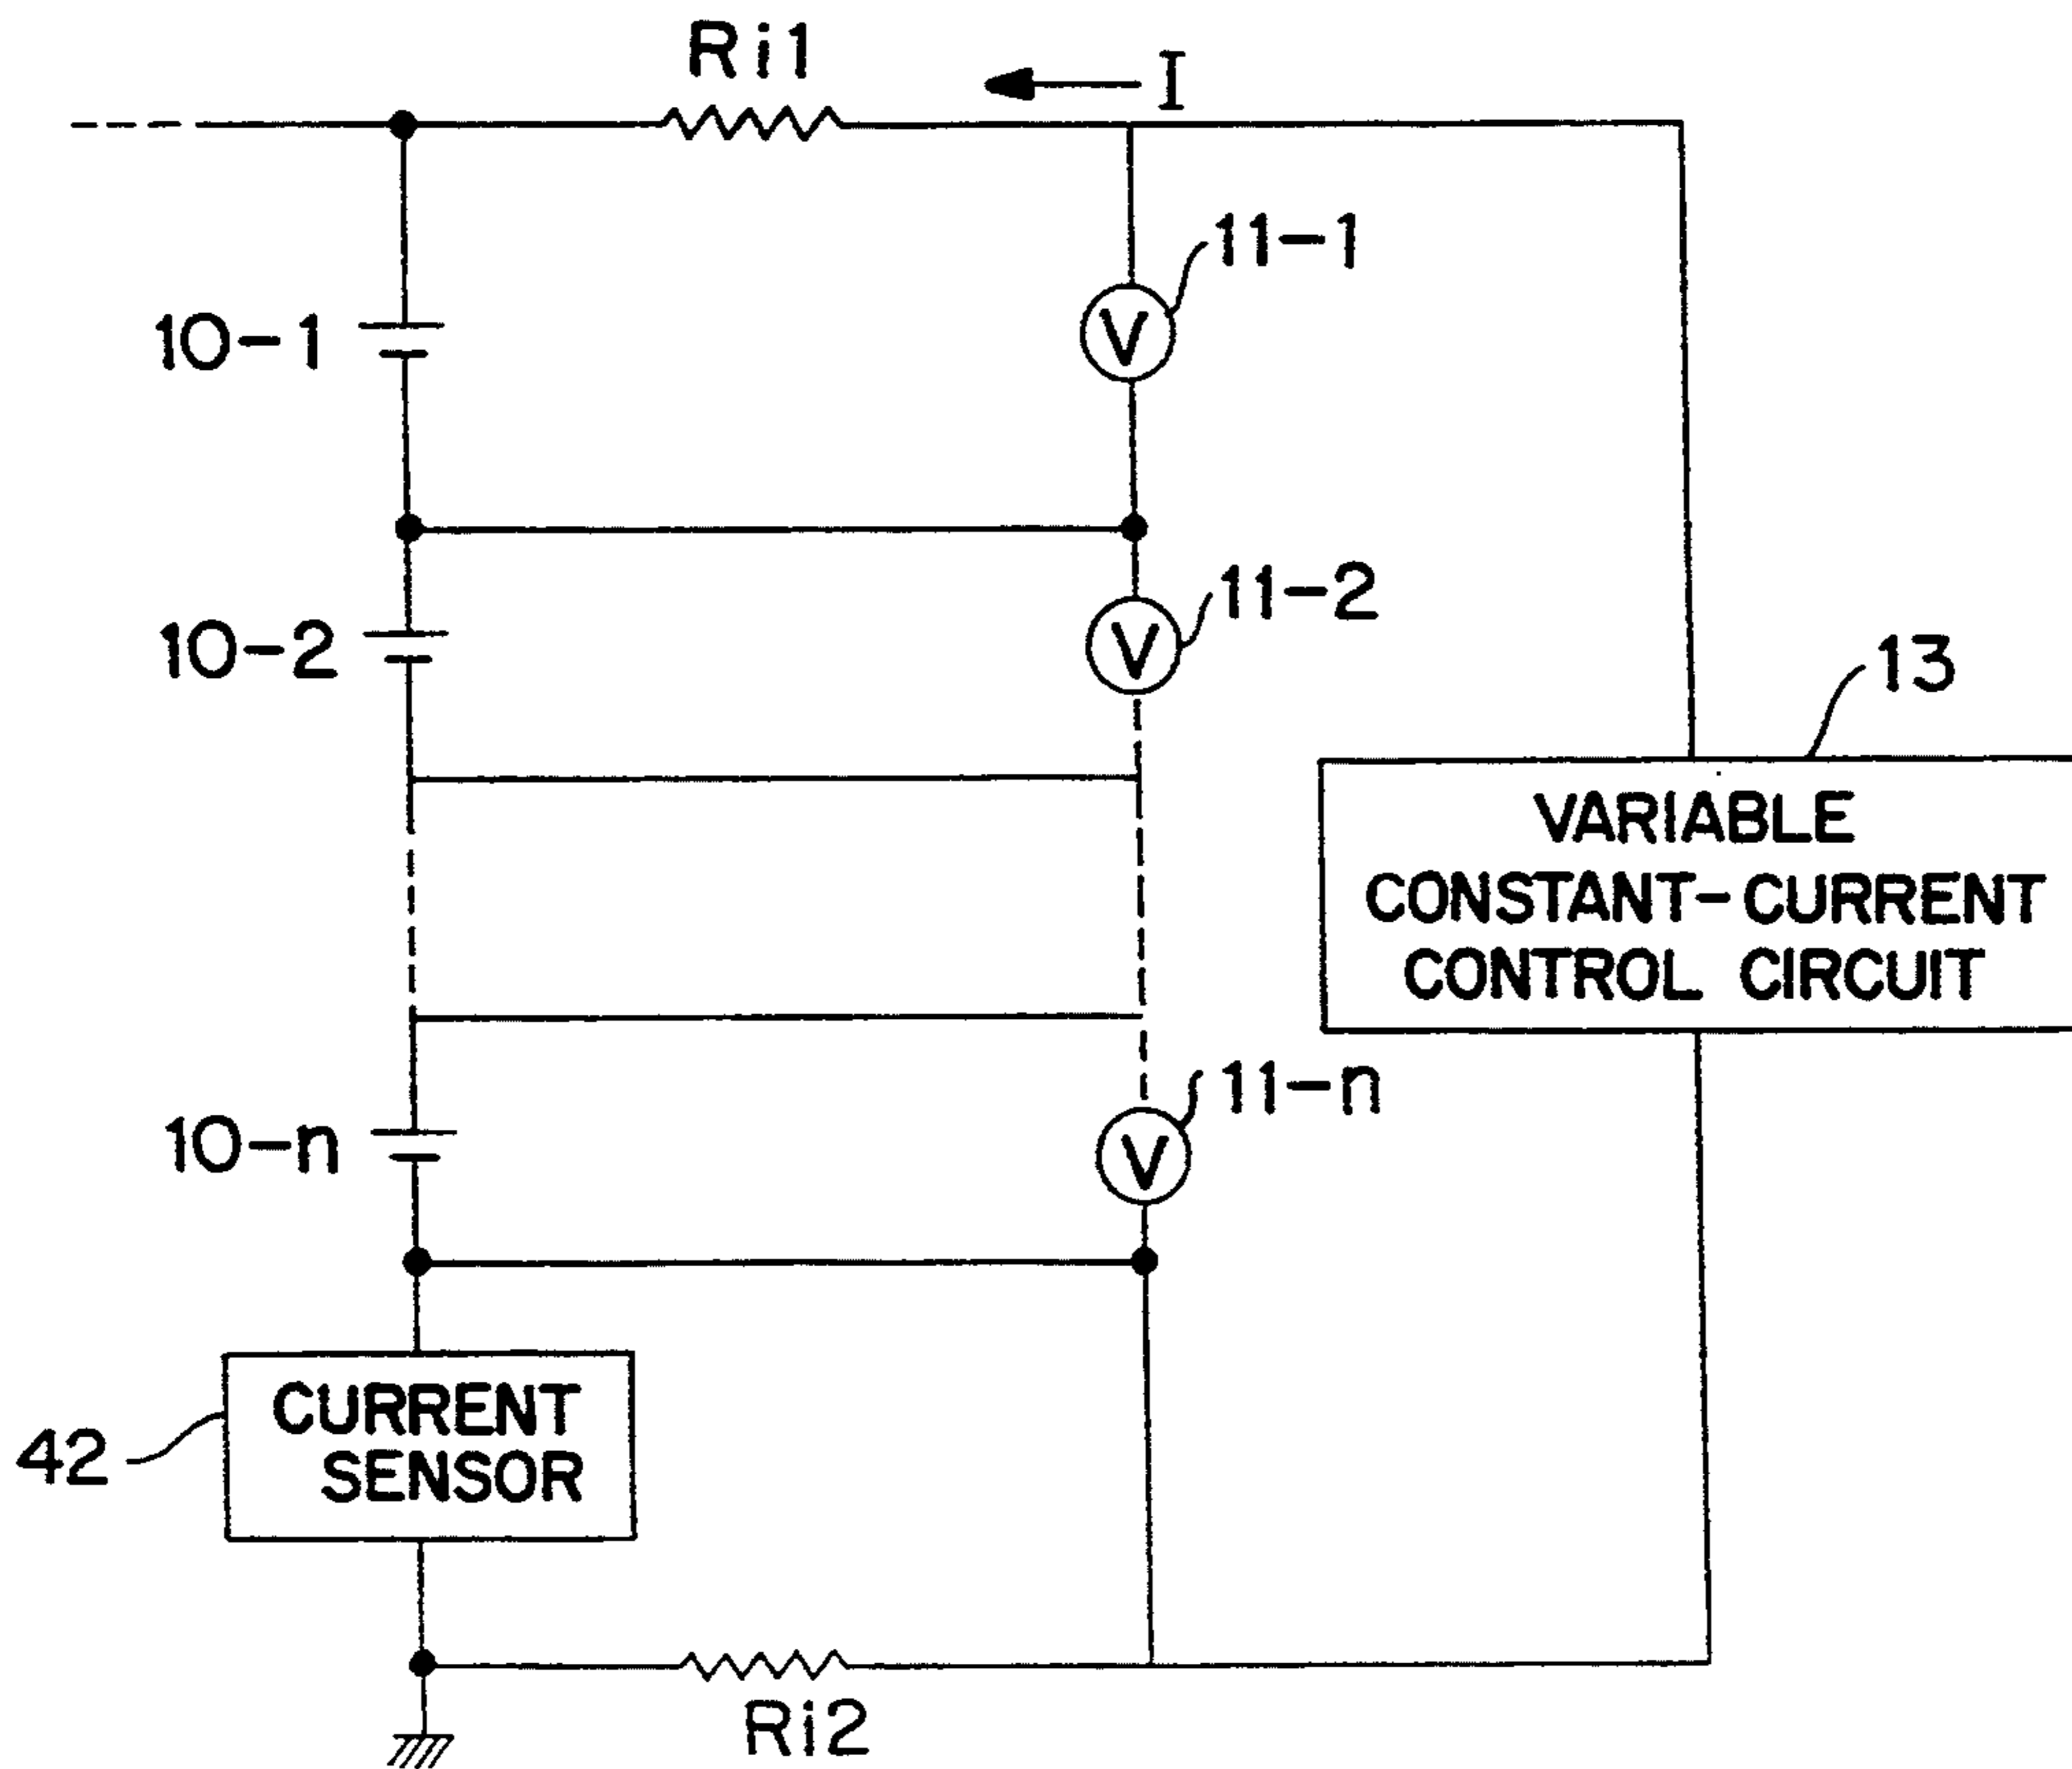 Ri1
I
11-1
10-1
11-2
10-2
13
VARIABLE
CONSTANT-CURRENT
CONTROL CIRCUIT
11-n
10-n
CURRENT
SENSOR
42
Ri2
V
V
V